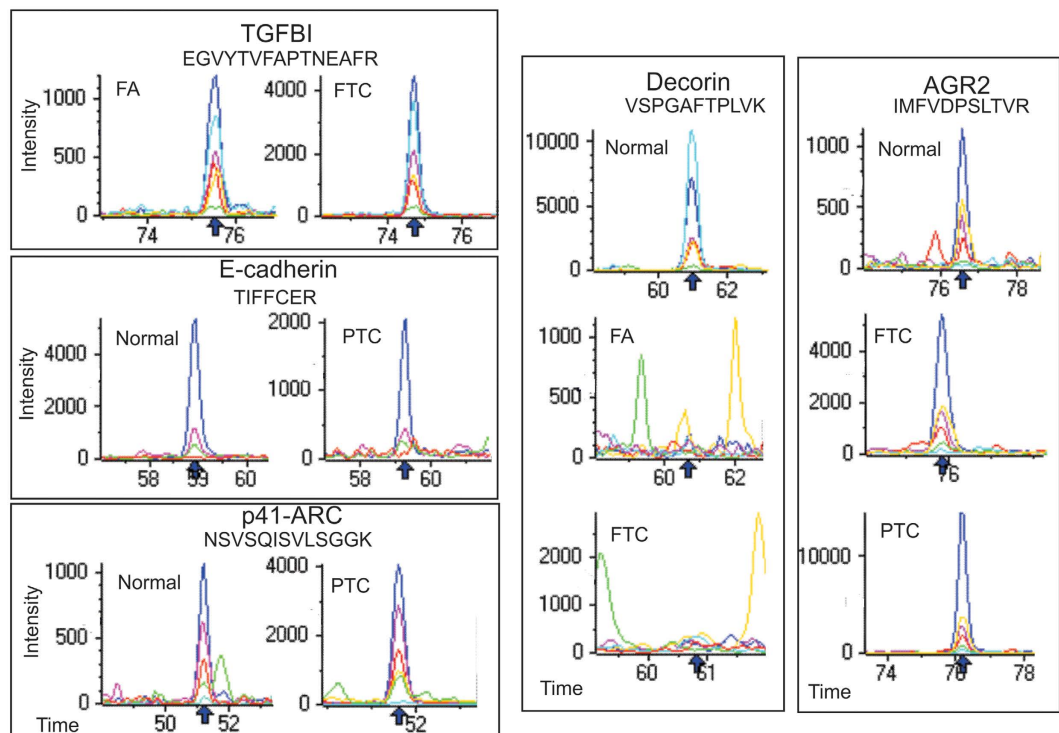 TGFBI
EGVYTVFAPTNEAFR
Intensity
FA
1000
500
0
74 76
FTC
4000
2000
0
74 76
E-cadherin
TIFFCER
Intensity
Normal
4000
2000
0
58 59 60
PTC
2000
1000
0
58 60
p41-ARC
NSVSQISVLSGGK
Intensity
Normal
1000
500
0
Time
50 52
PTC
4000
2000
0
52
Decorin
VSPGAFTPLVK
Normal
10000
5000
0
60 62
FA
1000
500
0
60 62
FTC
2000
1000
0
Time
60 61
AGR2
IMFVDPSLTVR
Normal
1000
500
0
76 78
FTC
4000
2000
0
76
PTC
10000
0
Time
74 76 78